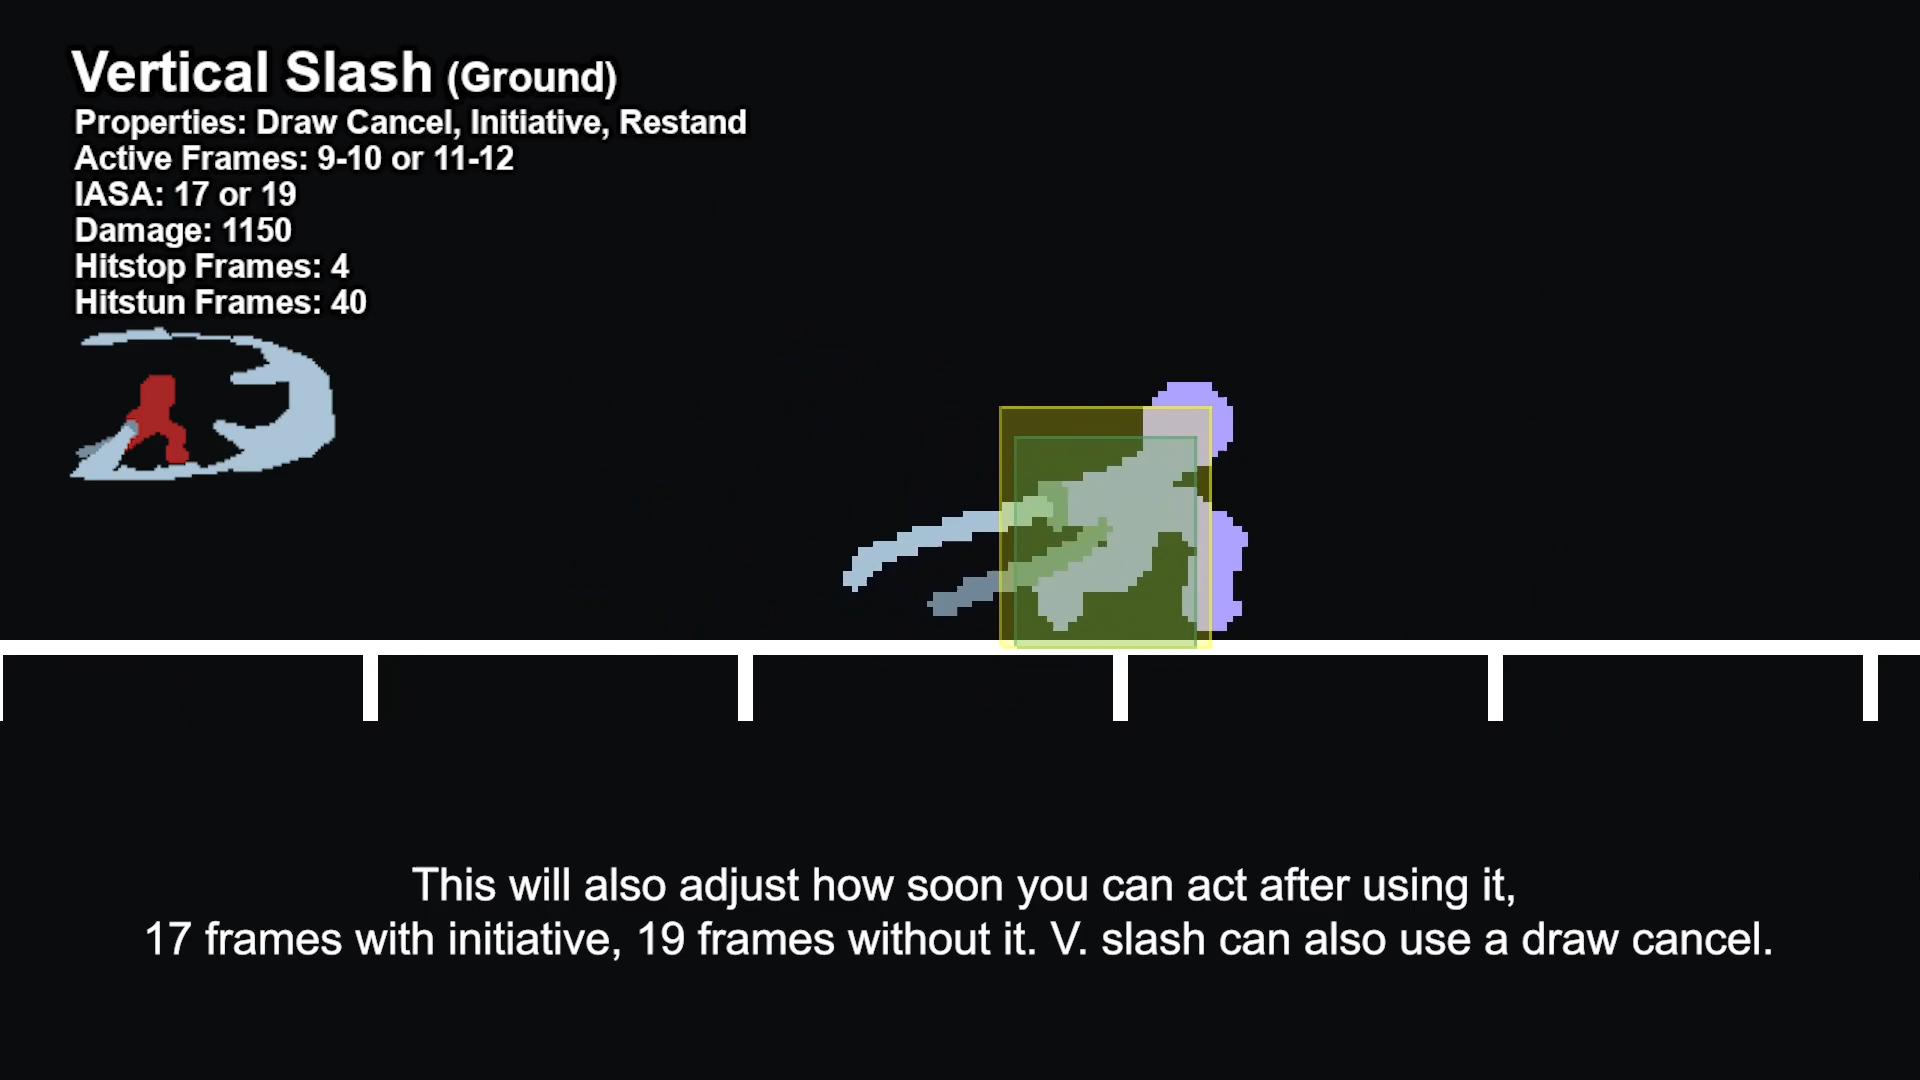 Vertical Slash (Ground)
Properties: Draw Cancel, Initiative, Restand
Active Frames: 9-10 or 11-12
IASA: 17 or 19
Damage: 1150
Hitstop Frames: 4
Hitstun Frames: 40
This will also adjust how soon you can act after using it,
17 frames with initiative, 19 frames without it. V. slash can also use a draw cancel.